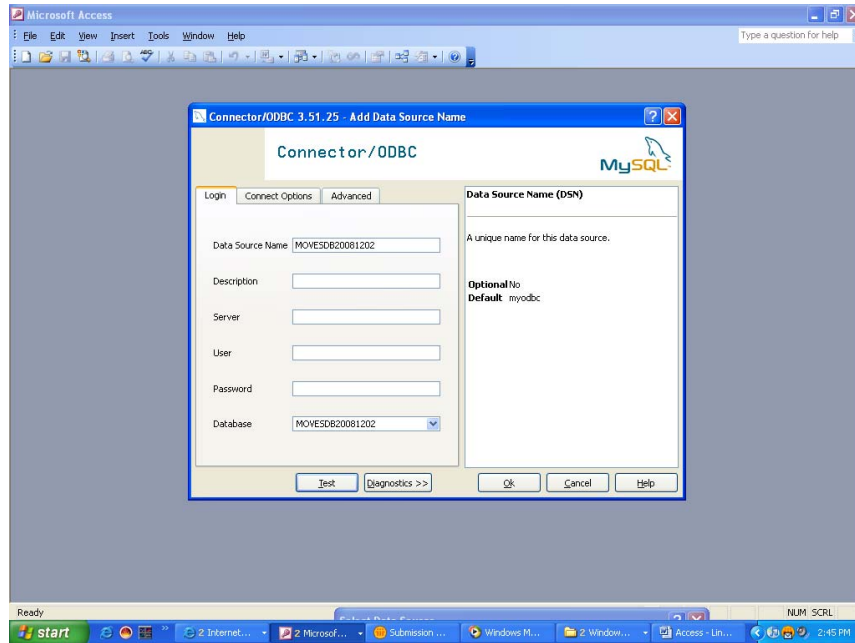 Microsoft Access
File Edit View Insert Tools Window Help
Type a question for help
Connector/ODBC 3.51.25 - Add Data Source Name
Connector/ODBC
MySQL
Login Connect Options Advanced
Data Source Name MOVESDB20081202
Description
Server
User
Password
Database MOVESDB20081202
Data Source Name (DSN)
A unique name for this data source.
Optional No
Default myodbc
Test Diagnostics >> Ok Cancel Help
Ready
NUM SCRL
start 2 Internet... 2 Microsof... Submission ... Windows M... 2 Window... Access - Lin... 2:45 PM